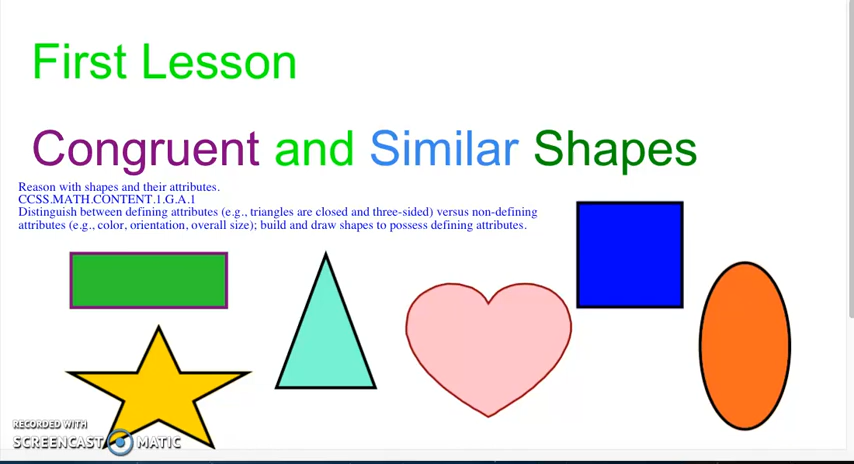 First Lesson
Congruent and Similar Shapes
Reason with shapes and their attributes.
CCSS.MATH.CONTENT.1.G.A.1
Distinguish between defining attributes (e.g., triangles are closed and three-sided) versus non-defining
attributes (e.g., color, orientation, overall size); build and draw shapes to possess defining attributes.
RECORDED WITH
SCREENCAST MATIC